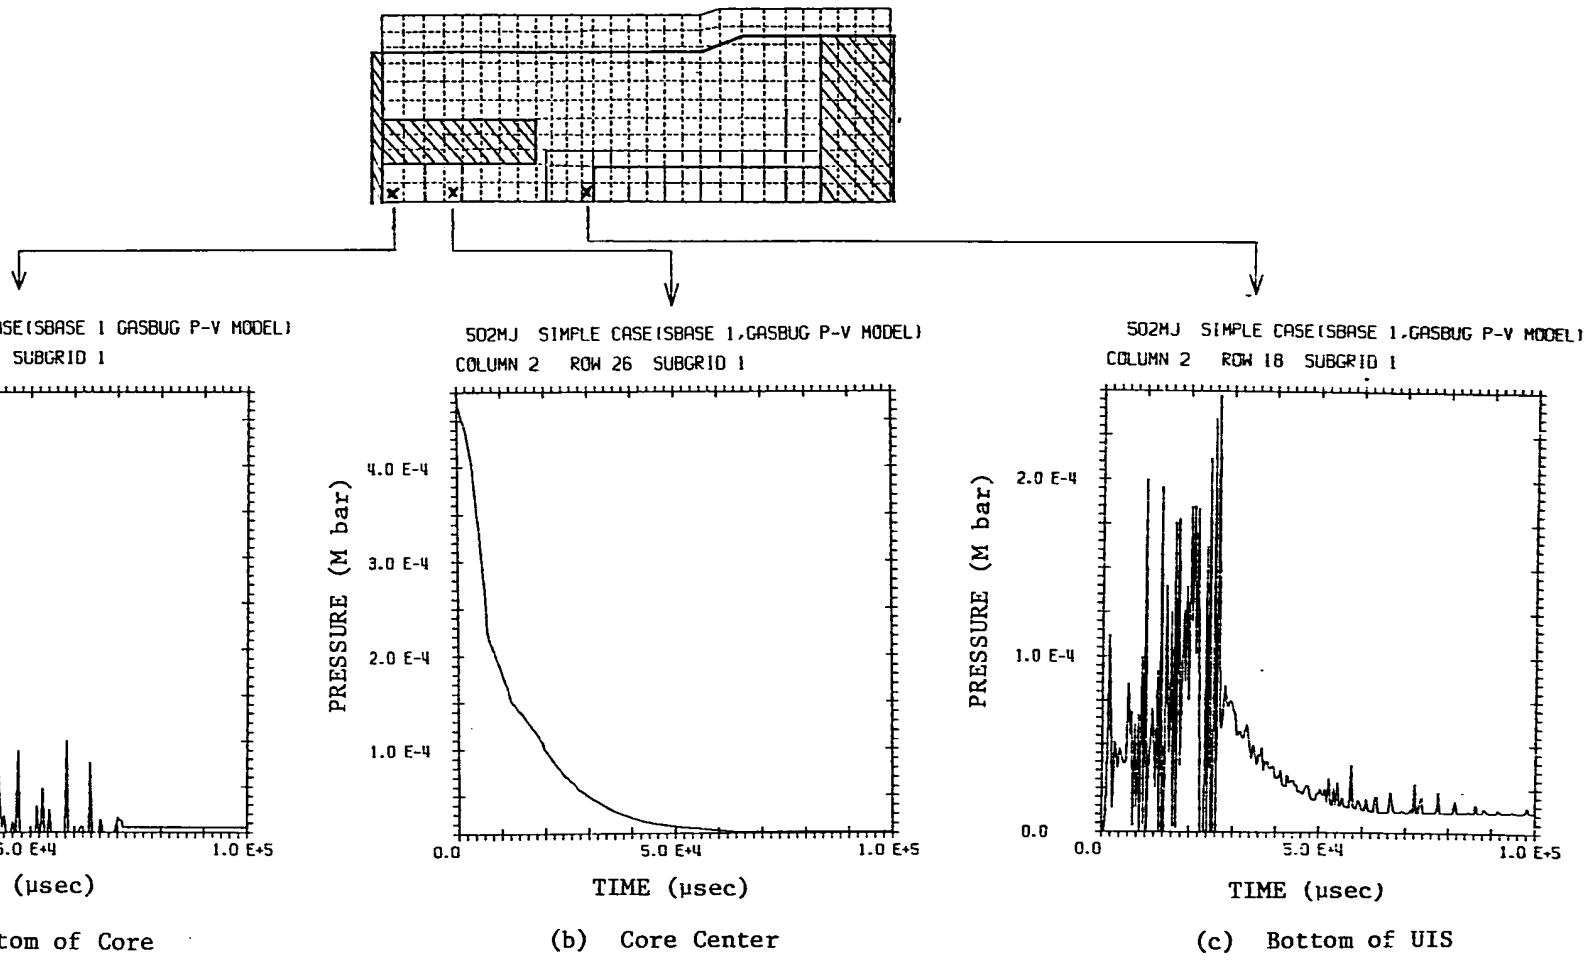 ASE(SBASE 1 GASBUG P-V MODEL)
SUBGRID 1
5.0 E+4
1.0 E+5
(µsec)
tom of Core
502MJ SIMPLE CASE(SBASE 1,GASBUG P-V MODEL)
COLUMN 2 ROW 26 SUBGRID 1
PRESSURE (M bar)
4.0 E-4
3.0 E-4
2.0 E-4
1.0 E-4
0.0
5.0 E+4
1.0 E+5
TIME (µsec)
(b) Core Center
502MJ SIMPLE CASE(SBASE 1,GASBUG P-V MODEL)
COLUMN 2 ROW 18 SUBGRID 1
PRESSURE (M bar)
2.0 E-4
1.0 E-4
0.0
0.0
5.0 E+4
1.0 E+5
TIME (µsec)
(c) Bottom of UIS